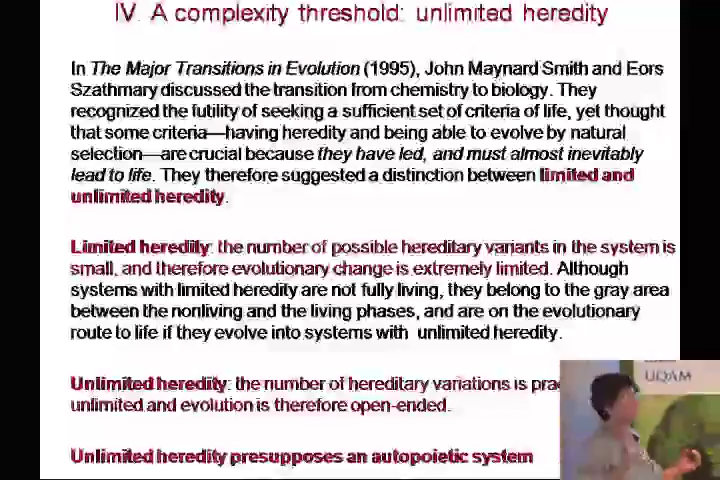 IV. A complexity threshold: unlimited heredity
In The Major Transitions in Evolution (1995), John Maynard Smith and Eors
Szathmary discussed the transition from chemistry to biology. They
recognized the futility of seeking a sufficient set of criteria of life, yet thought
that some criteria—having heredity and being able to evolve by natural
selection—are crucial because they have led, and must almost inevitably
lead to life. They therefore suggested a distinction between limited and
unlimited heredity.
Limited heredity: the number of possible hereditary variants in the system is
small, and therefore evolutionary change is extremely limited. Although
systems with limited heredity are not fully living, they belong to the gray area
between the nonliving and the living phases, and are on the evolutionary
route to life if they evolve into systems with unlimited heredity.
Unlimited heredity: the number of hereditary variations is
unlimited and evolution is therefore open-ended.
Unlimited heredity presupposes an autopoietic system
UQAM